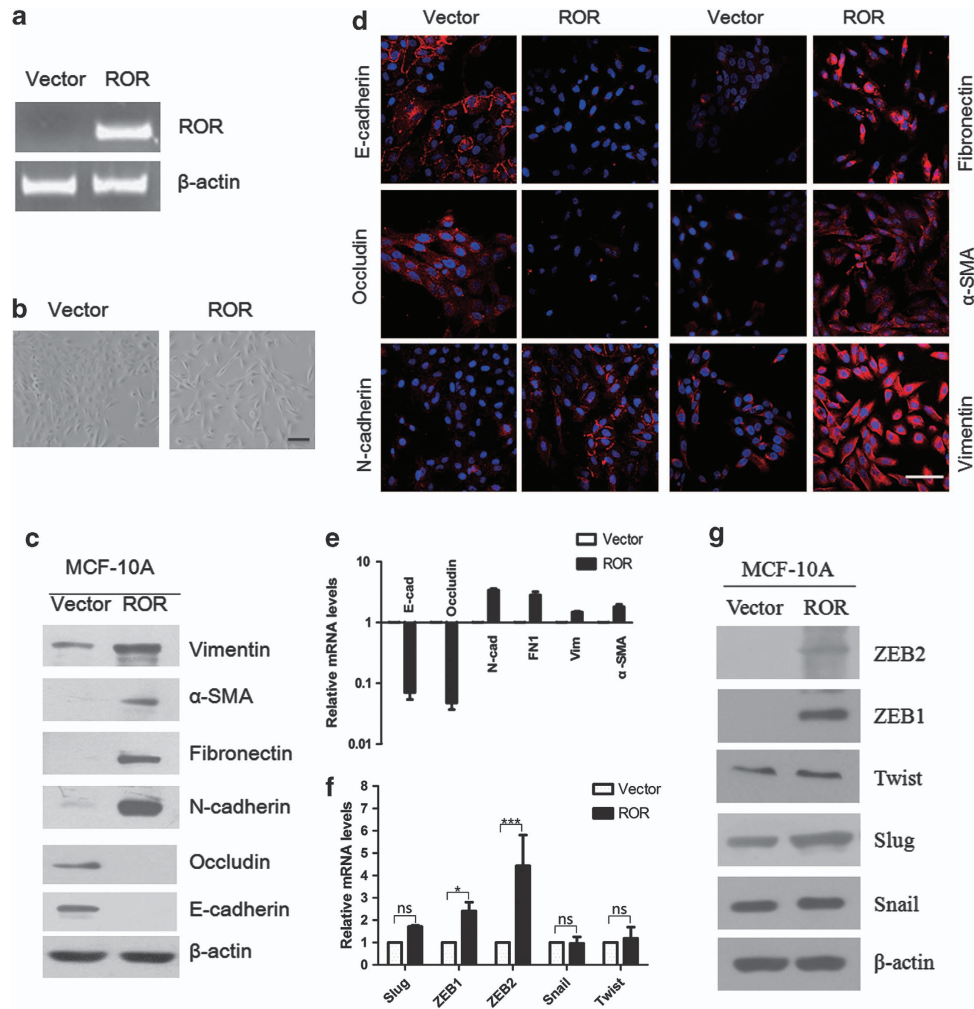 a
Vector ROR
ROR
β-actin
b
Vector ROR
c
MCF-10A
Vector ROR
Vimentin
α-SMA
Fibronectin
N-cadherin
Occludin
E-cadherin
β-actin
d
Vector ROR Vector ROR
E-cadherin
Fibronectin
Occludin
α-SMA
N-cadherin
Vimentin
e
Vector
ROR
Relative mRNA levels
10
1
0.1
0.01
E-cad
Occludin
N-cad
FN1
Vim
α-SMA
f
Vector
ROR
Relative mRNA levels
8
7
6
5
4
3
2
1
0
ns
*
***
ns
ns
Slug
ZEB1
ZEB2
Snail
Twist
g
MCF-10A
Vector ROR
ZEB2
ZEB1
Twist
Slug
Snail
β-actin